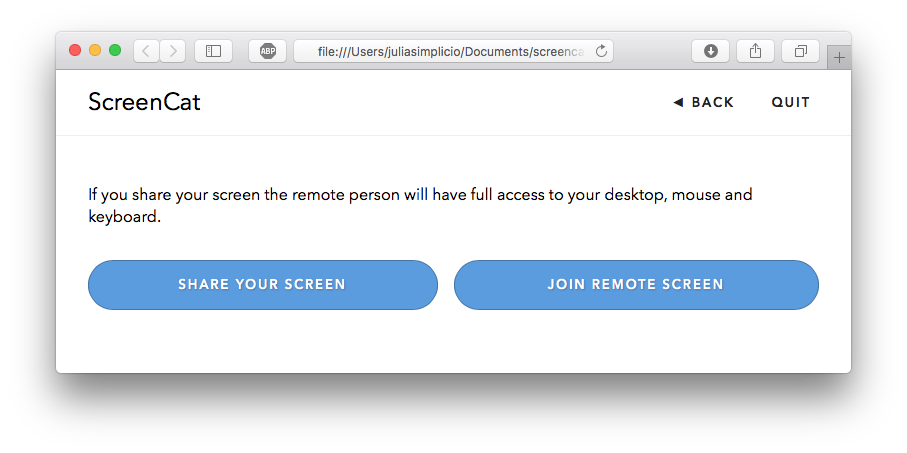 ABP
file:///Users/juliasimplicio/Documents/screenca
ScreenCat
◀ BACK
QUIT
If you share your screen the remote person will have full access to your desktop, mouse and
keyboard.
SHARE YOUR SCREEN
JOIN REMOTE SCREEN